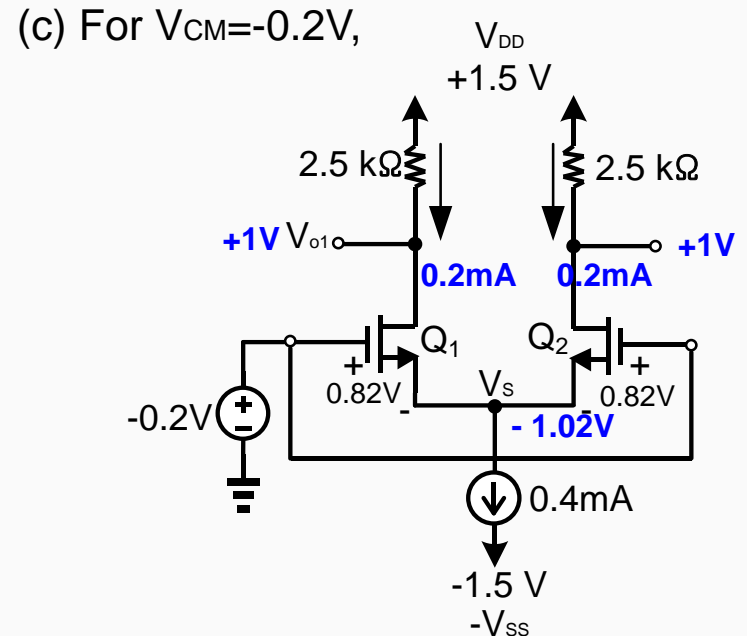 (c) For VCM=-0.2V,
VDD
+1.5 V
2.5 kΩ
2.5 kΩ
+1V Vo1
+1V
0.2mA
0.2mA
Q1
Q2
+
0.82V
-
VS
+
0.82V
-
-0.2V
+
–
- 1.02V
0.4mA
-1.5 V
-VSS